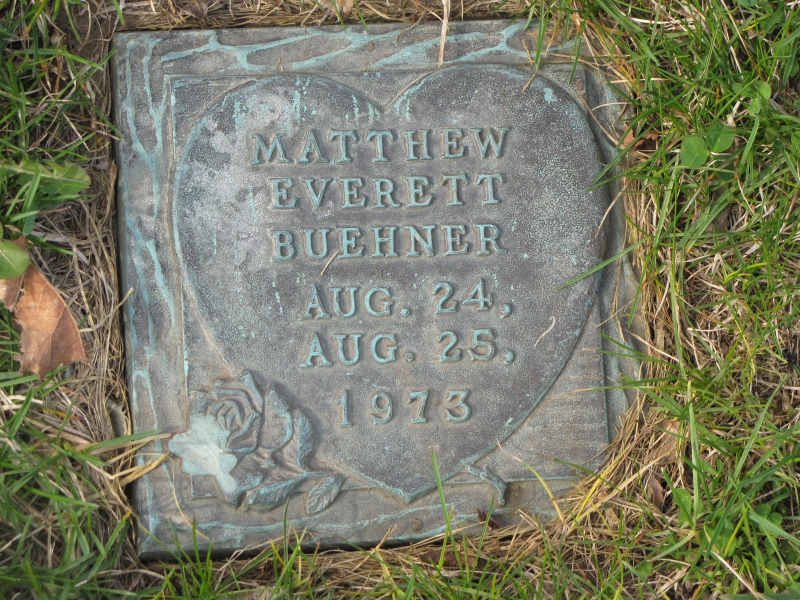 MATTHEW
EVERETT
BUEHNER
AUG. 24,
AUG. 25,
1973